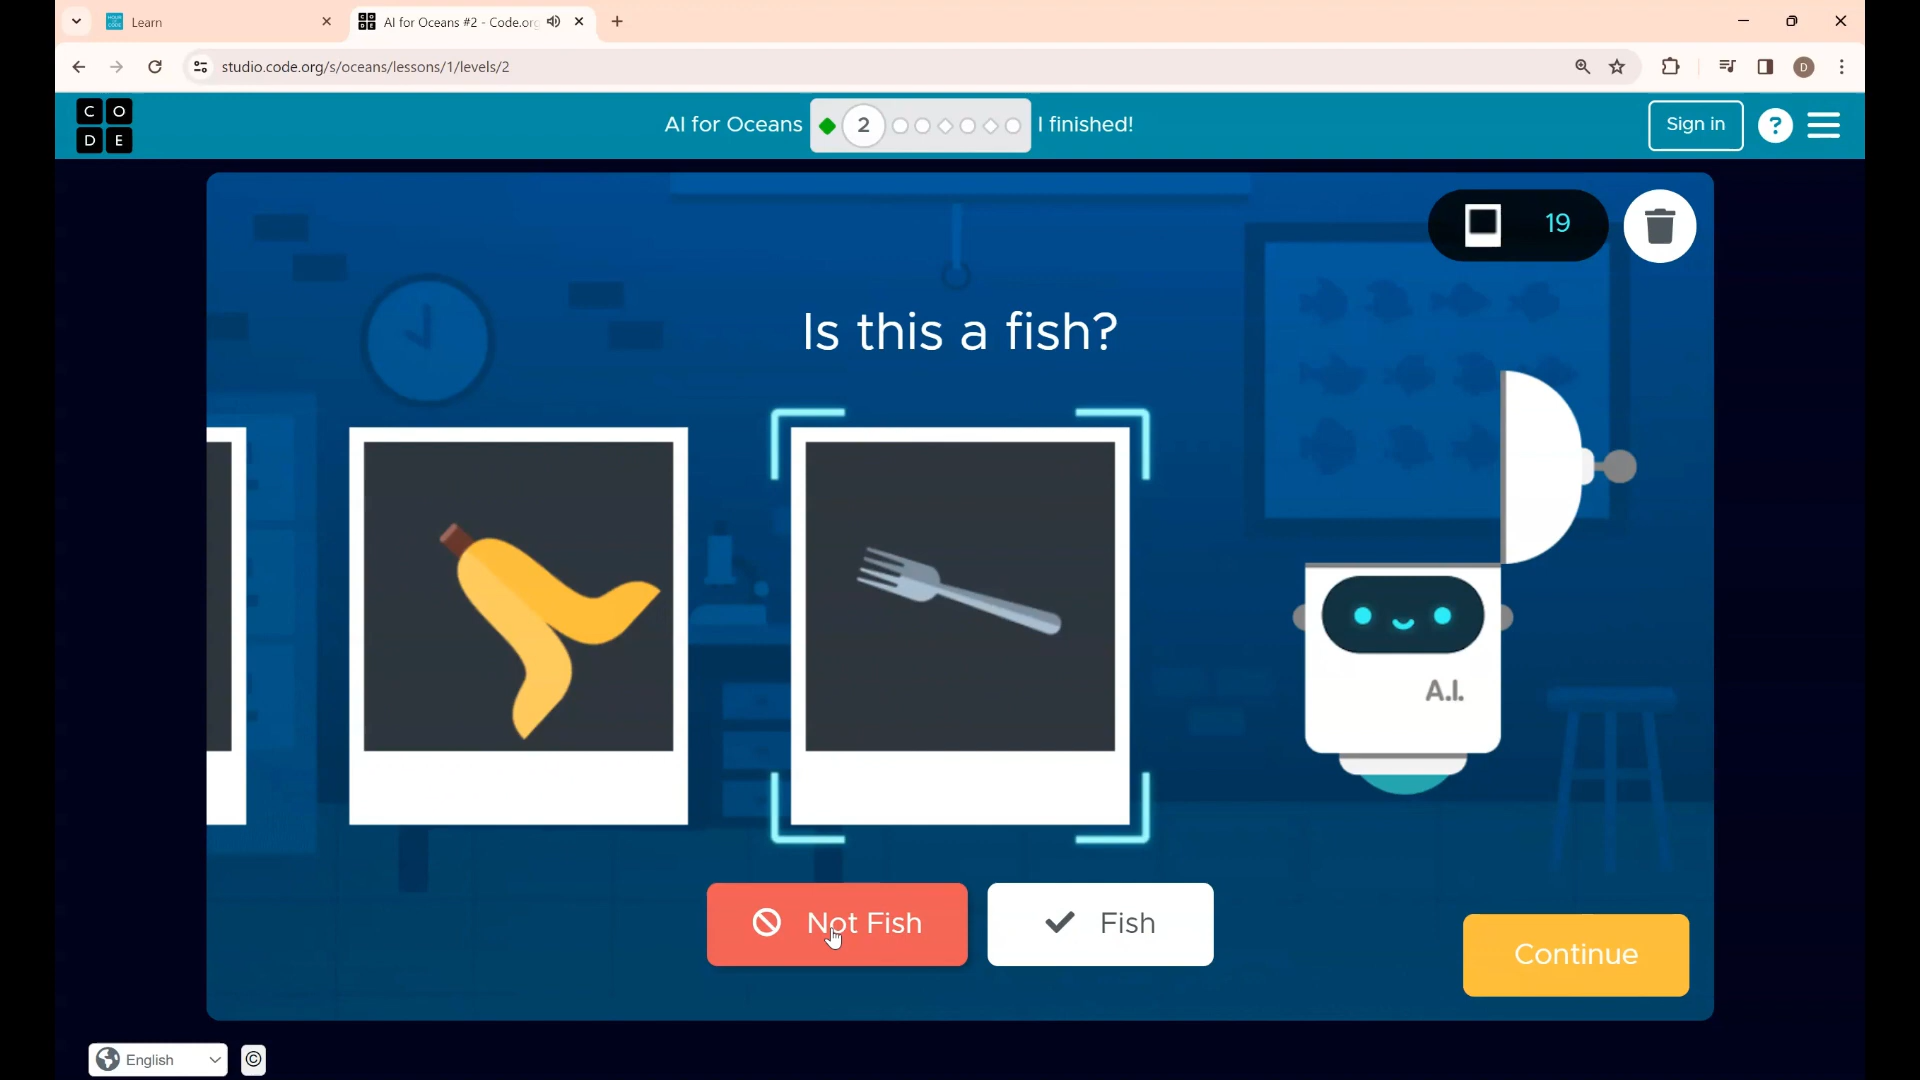 Learn
AI for Oceans #2 - Code.org
studio.code.org/s/oceans/lessons/1/levels/2
D
C O
D E
AI for Oceans
2
I finished!
Sign in
?
19
Is this a fish?
A.I.
Not Fish
Fish
Continue
English
©